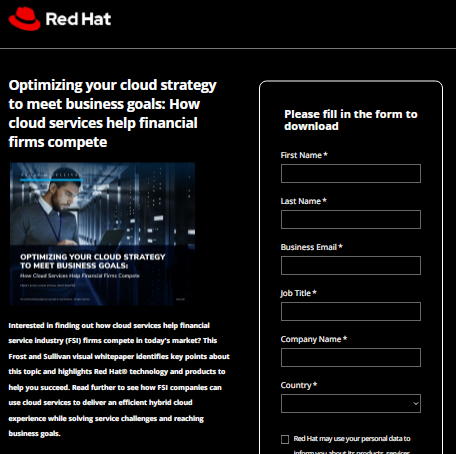 Red Hat
Optimizing your cloud strategy
to meet business goals: How
cloud services help financial
firms compete
OPTIMIZING YOUR CLOUD STRATEGY
TO MEET BUSINESS GOALS:
How Cloud Services Help Financial Firms Compete
Interested in finding out how cloud services help financial
service industry (FSI) firms compete in today's market? This
Frost and Sullivan visual whitepaper identifies key points about
this topic and highlights Red Hat® technology and products to
help you succeed. Read further to see how FSI companies can
use cloud services to deliver an efficient hybrid cloud
experience while solving service challenges and reaching
business goals.
Please fill in the form to
download
First Name *
Last Name *
Business Email *
Job Title *
Company Name *
Country *
Red Hat may use your personal data to
inform you about its products, services,